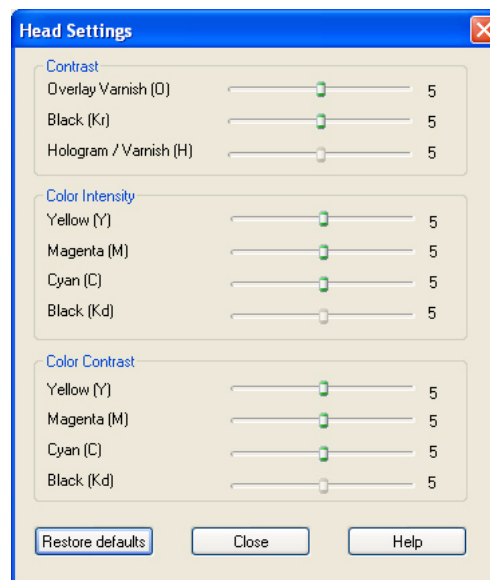 Head Settings
Contrast
Overlay Varnish (O) 5
Black (Kr) 5
Hologram / Varnish (H) 5
Color Intensity
Yellow (Y) 5
Magenta (M) 5
Cyan (C) 5
Black (Kd) 5
Color Contrast
Yellow (Y) 5
Magenta (M) 5
Cyan (C) 5
Black (Kd) 5
Restore defaults Close Help